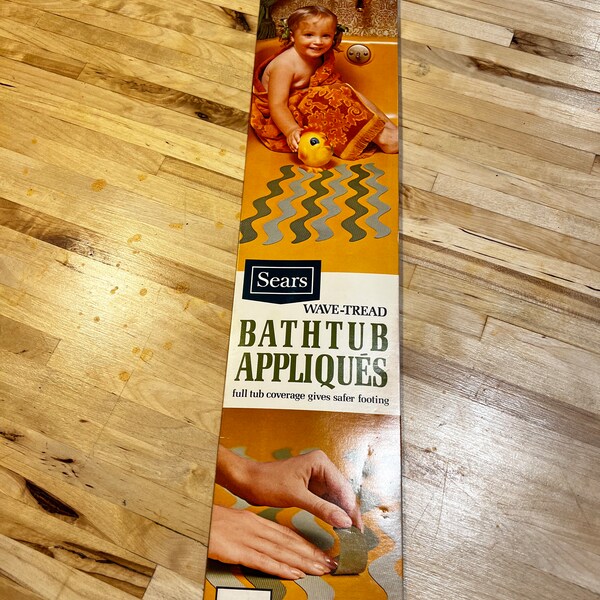 Sears
WAVE-TREAD
BATHTUB
APPLIQUÉS
full tub coverage gives safer footing